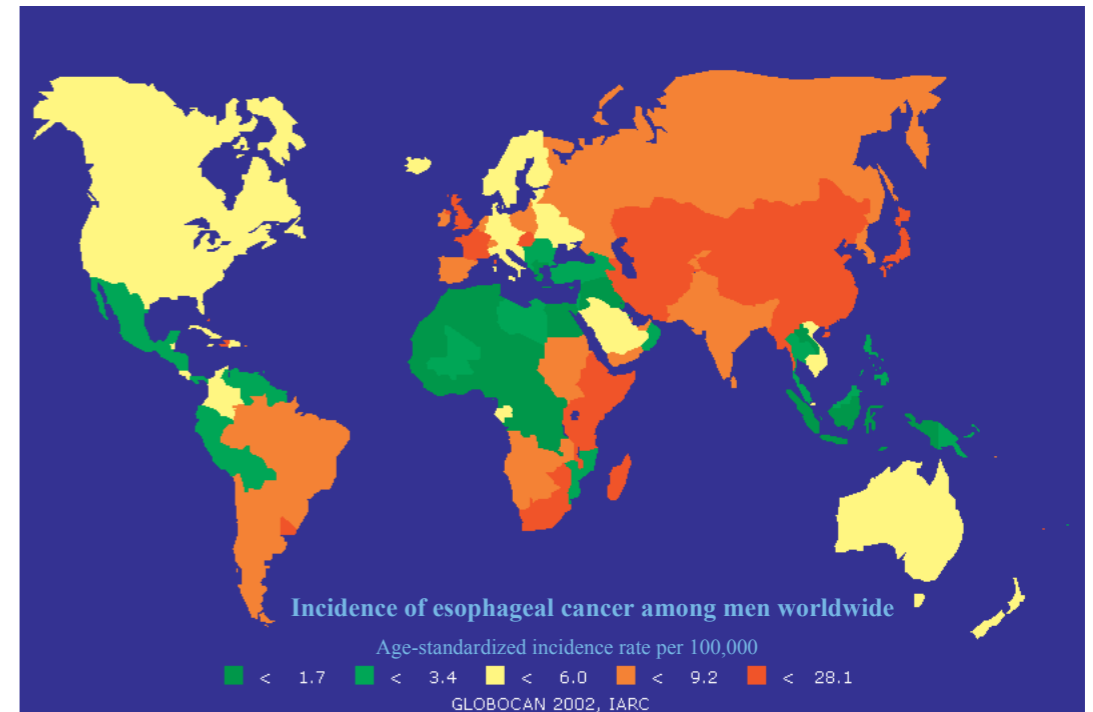 Incidence of esophageal cancer among men worldwide
Age-standardized incidence rate per 100,000
< 1.7 < 3.4 < 6.0 < 9.2 < 28.1
GLOBOCAN 2002, IARC